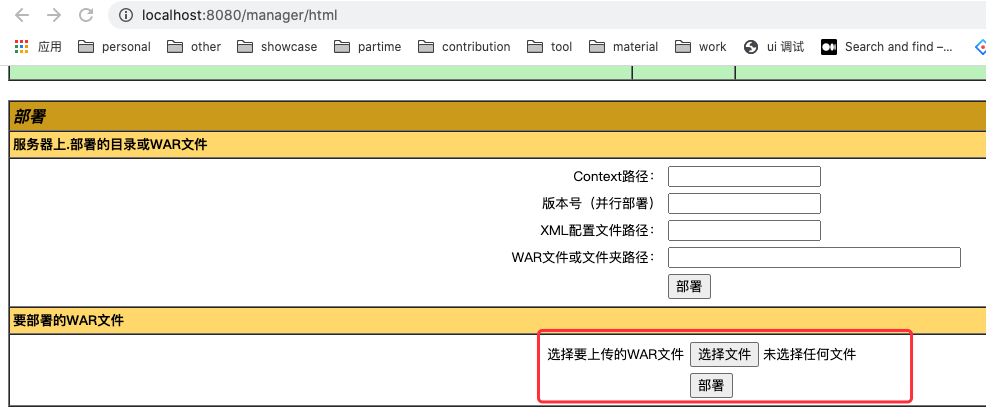 localhost:8080/manager/html
应用 personal other showcase partime contribution tool material work ui 调试 Search and find –...
部署
服务器上.部署的目录或WAR文件
Context路径：
版本号（并行部署）
XML配置文件路径：
WAR文件或文件夹路径：
部署
要部署的WAR文件
选择要上传的WAR文件 选择文件 未选择任何文件
部署